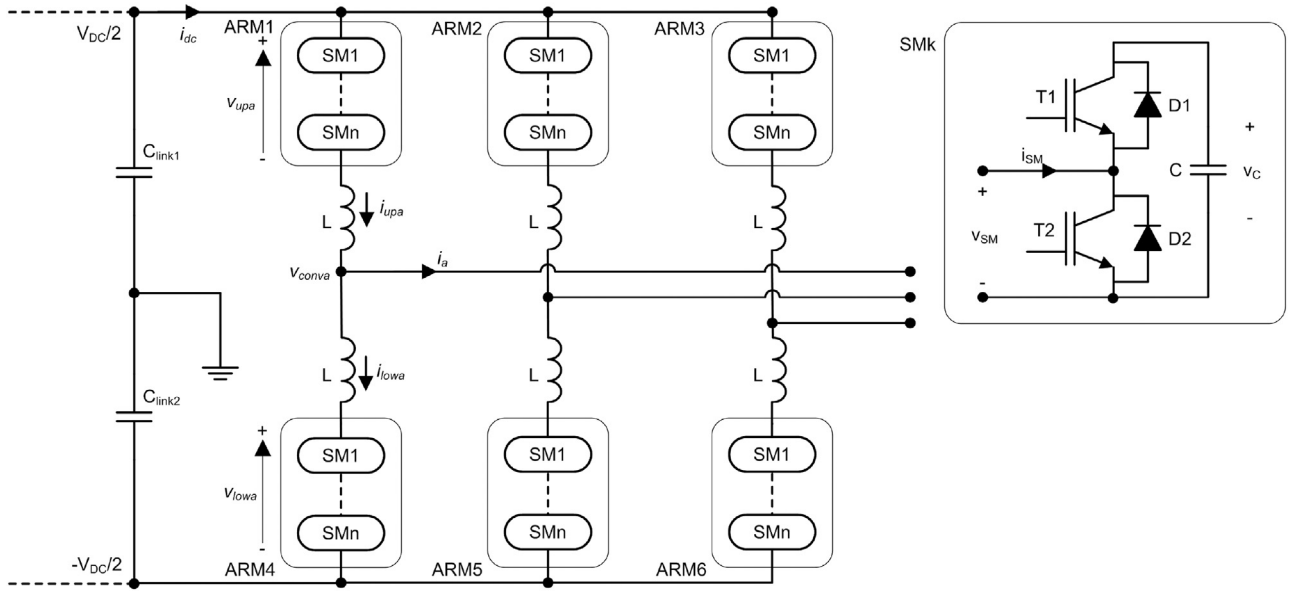 V_DC/2
i_dc
ARM1
ARM2
ARM3
+
v_upa
-
SM1
SMn
SM1
SMn
SM1
SMn
C_link1
L
i_upa
L
L
v_conva
i_a
L
i_lowa
L
L
C_link2
+
v_lowa
-
SM1
SMn
SM1
SMn
SM1
SMn
-V_DC/2
ARM4
ARM5
ARM6
SMk
T1
D1
i_SM
+
v_SM
-
T2
D2
C
+
v_C
-